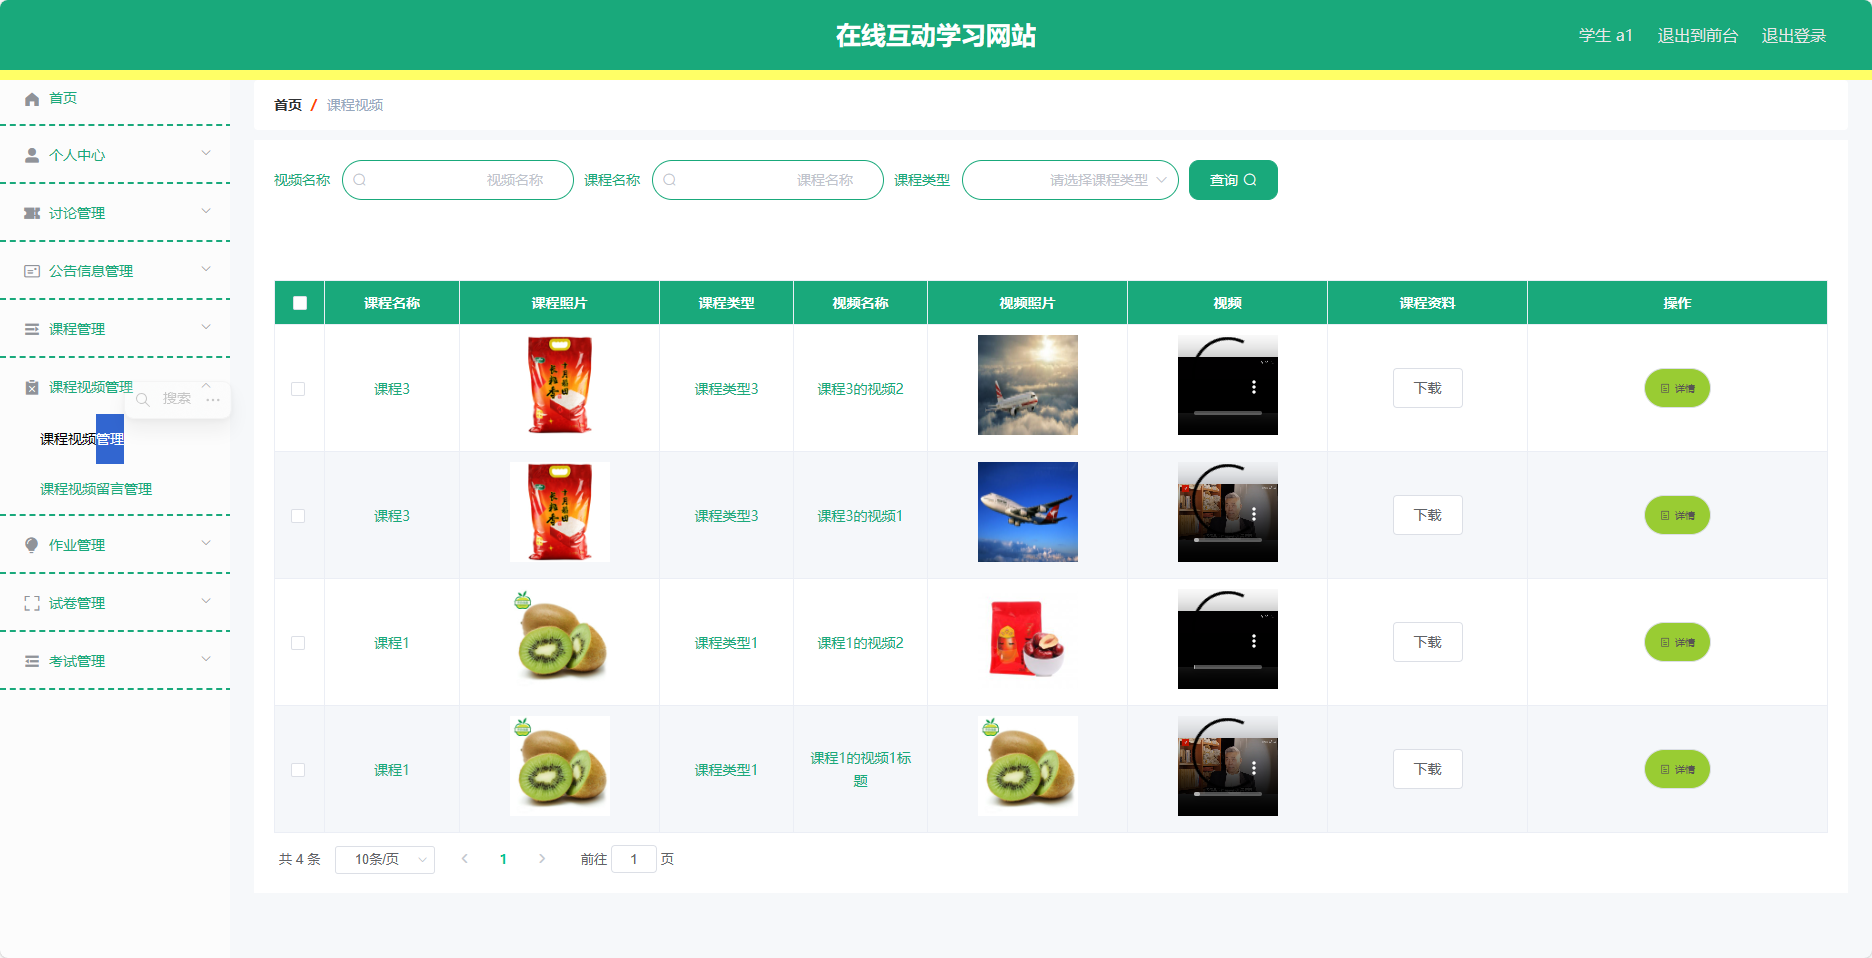 在线互动学习网站
学生 a1 退出到前台 退出登录
首页
个人中心
讨论管理
公告信息管理
课程管理
课程视频管理
搜索 ...
课程视频管理
课程视频留言管理
作业管理
试卷管理
考试管理
首页 / 课程视频
视频名称 视频名称 课程名称 课程名称 课程类型 请选择课程类型 查询
课程名称 课程照片 课程类型 视频名称 视频照片 视频 课程资料 操作
课程3 课程类型3 课程3的视频2 下载 详情
课程3 课程类型3 课程3的视频1 下载 详情
课程1 课程类型1 课程1的视频2 下载 详情
课程1 课程类型1 课程1的视频1标
题 下载 详情
共 4 条 10条/页 1 前往 1 页